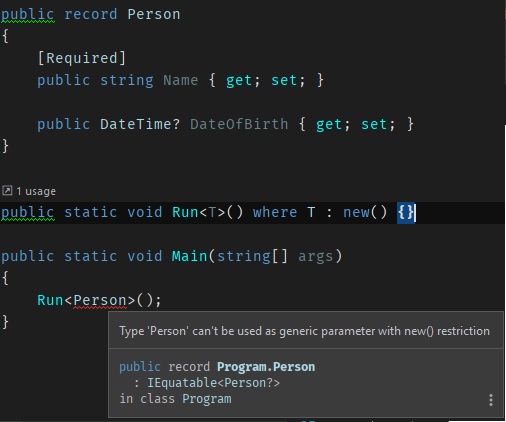 public record Person
{
    [Required]
    public string Name { get; set; }

    public DateTime? DateOfBirth { get; set; }
}

1 usage
public static void Run<T>() where T : new() {}

public static void Main(string[] args)
{
    Run<Person>();
}
Type 'Person' can't be used as generic parameter with new() restriction
public record Program.Person
  : IEquatable<Person?>
in class Program